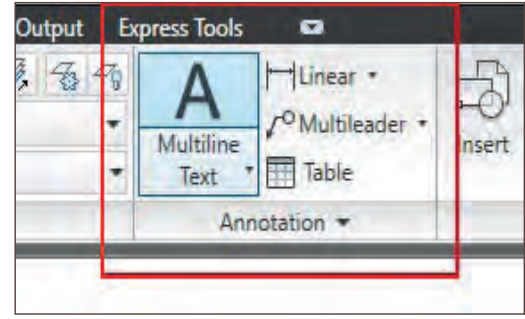 Output Express Tools
A
Linear
Multileader
Multiline
Text
Table
Insert
Annotation